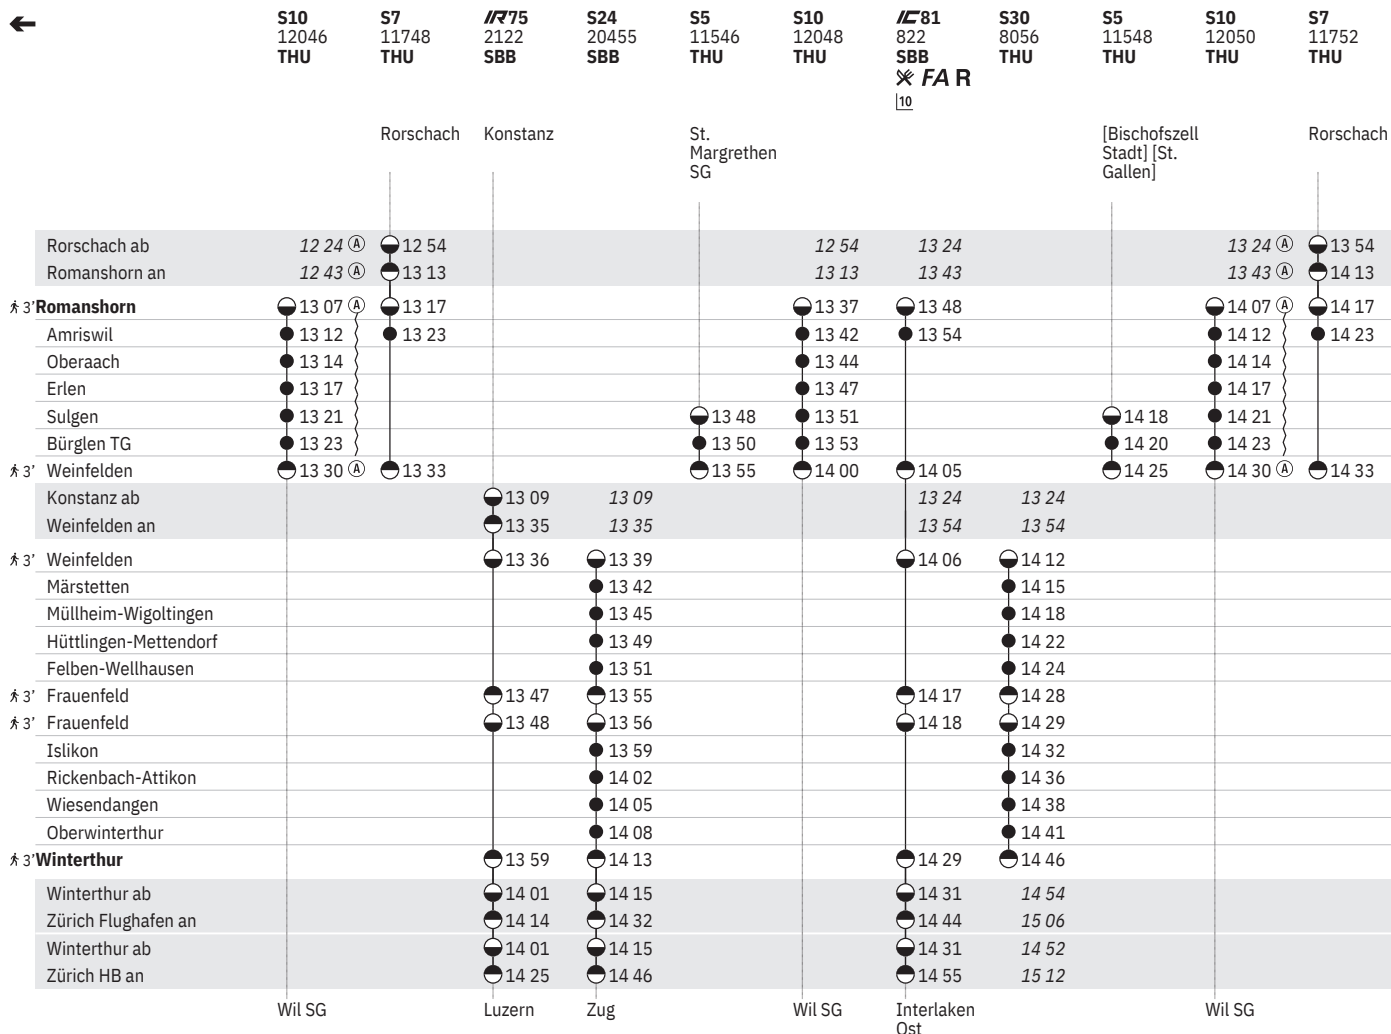 S10 S7 IR75 S24 S5 S10 IC81 S30 S5 S10 S7
12046 11748 2122 20455 11546 12048 822 8056 11548 12050 11752
THU THU SBB SBB THU THU SBB THU THU THU THU
FA R
10
Rorschach Konstanz St. [Bischofszell Rorschach
Margrethen Stadt] [St.
SG Gallen]
Rorschach ab 12 24 A 12 54 12 54 13 24 13 24 A 13 54
Romanshorn an 12 43 A 13 13 13 13 13 43 13 43 A 14 13
3' Romanshorn 13 07 A 13 17 13 37 13 48 14 07 A 14 17
Amriswil 13 12 13 23 13 42 13 54 14 12 14 23
Oberaach 13 14 13 44 14 14
Erlen 13 17 13 47 14 17
Sulgen 13 21 13 48 13 51 14 18 14 21
Bürglen TG 13 23 13 50 13 53 14 20 14 23
3' Weinfelden 13 30 A 13 33 13 55 14 00 14 05 14 25 14 30 A 14 33
Konstanz ab 13 09 13 09 13 24 13 24
Weinfelden an 13 35 13 35 13 54 13 54
3' Weinfelden 13 36 13 39 14 06 14 12
Märstetten 13 42 14 15
Müllheim-Wigoltingen 13 45 14 18
Hüttlingen-Mettendorf 13 49 14 22
Felben-Wellhausen 13 51 14 24
3' Frauenfeld 13 47 13 55 14 17 14 28
3' Frauenfeld 13 48 13 56 14 18 14 29
Islikon 13 59 14 32
Rickenbach-Attikon 14 02 14 36
Wiesendangen 14 05 14 38
Oberwinterthur 14 08 14 41
3' Winterthur 13 59 14 13 14 29 14 46
Winterthur ab 14 01 14 15 14 31 14 54
Zürich Flughafen an 14 14 14 32 14 44 15 06
Winterthur ab 14 01 14 15 14 31 14 52
Zürich HB an 14 25 14 46 14 55 15 12
Wil SG Luzern Zug Wil SG Interlaken Wil SG
Ost